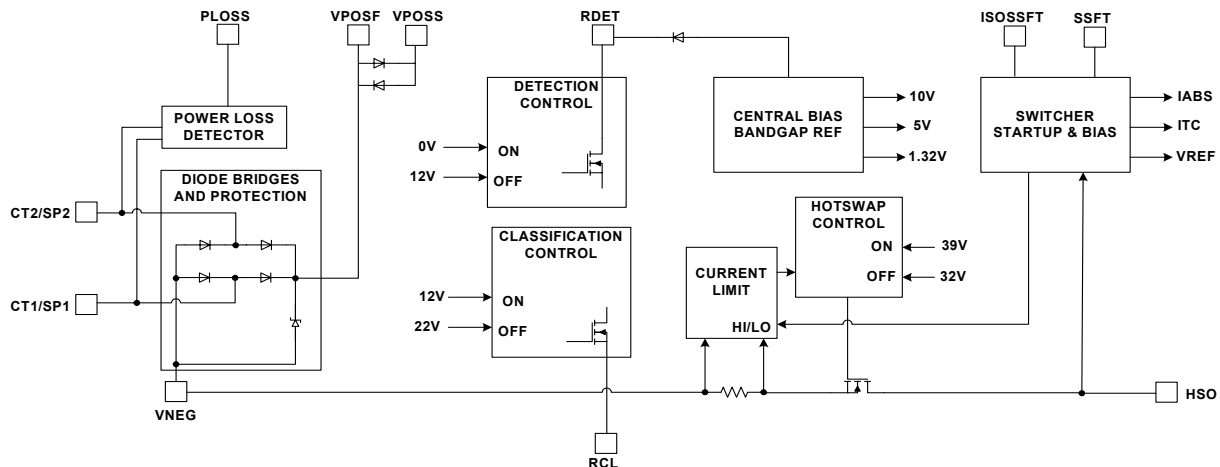 PLOSS
VPOSF
VPOSS
RDET
ISOSSFT
SSFT
POWER LOSS
DETECTOR
DETECTION
CONTROL
0V
ON
12V
OFF
CENTRAL BIAS
BANDGAP REF
10V
5V
1.32V
SWITCHER
STARTUP & BIAS
IABS
ITC
VREF
DIODE BRIDGES
AND PROTECTION
CT2/SP2
CT1/SP1
VNEG
CLASSIFICATION
CONTROL
12V
ON
22V
OFF
RCL
CURRENT
LIMIT
HI/LO
HOTSWAP
CONTROL
ON
39V
OFF
32V
HSO